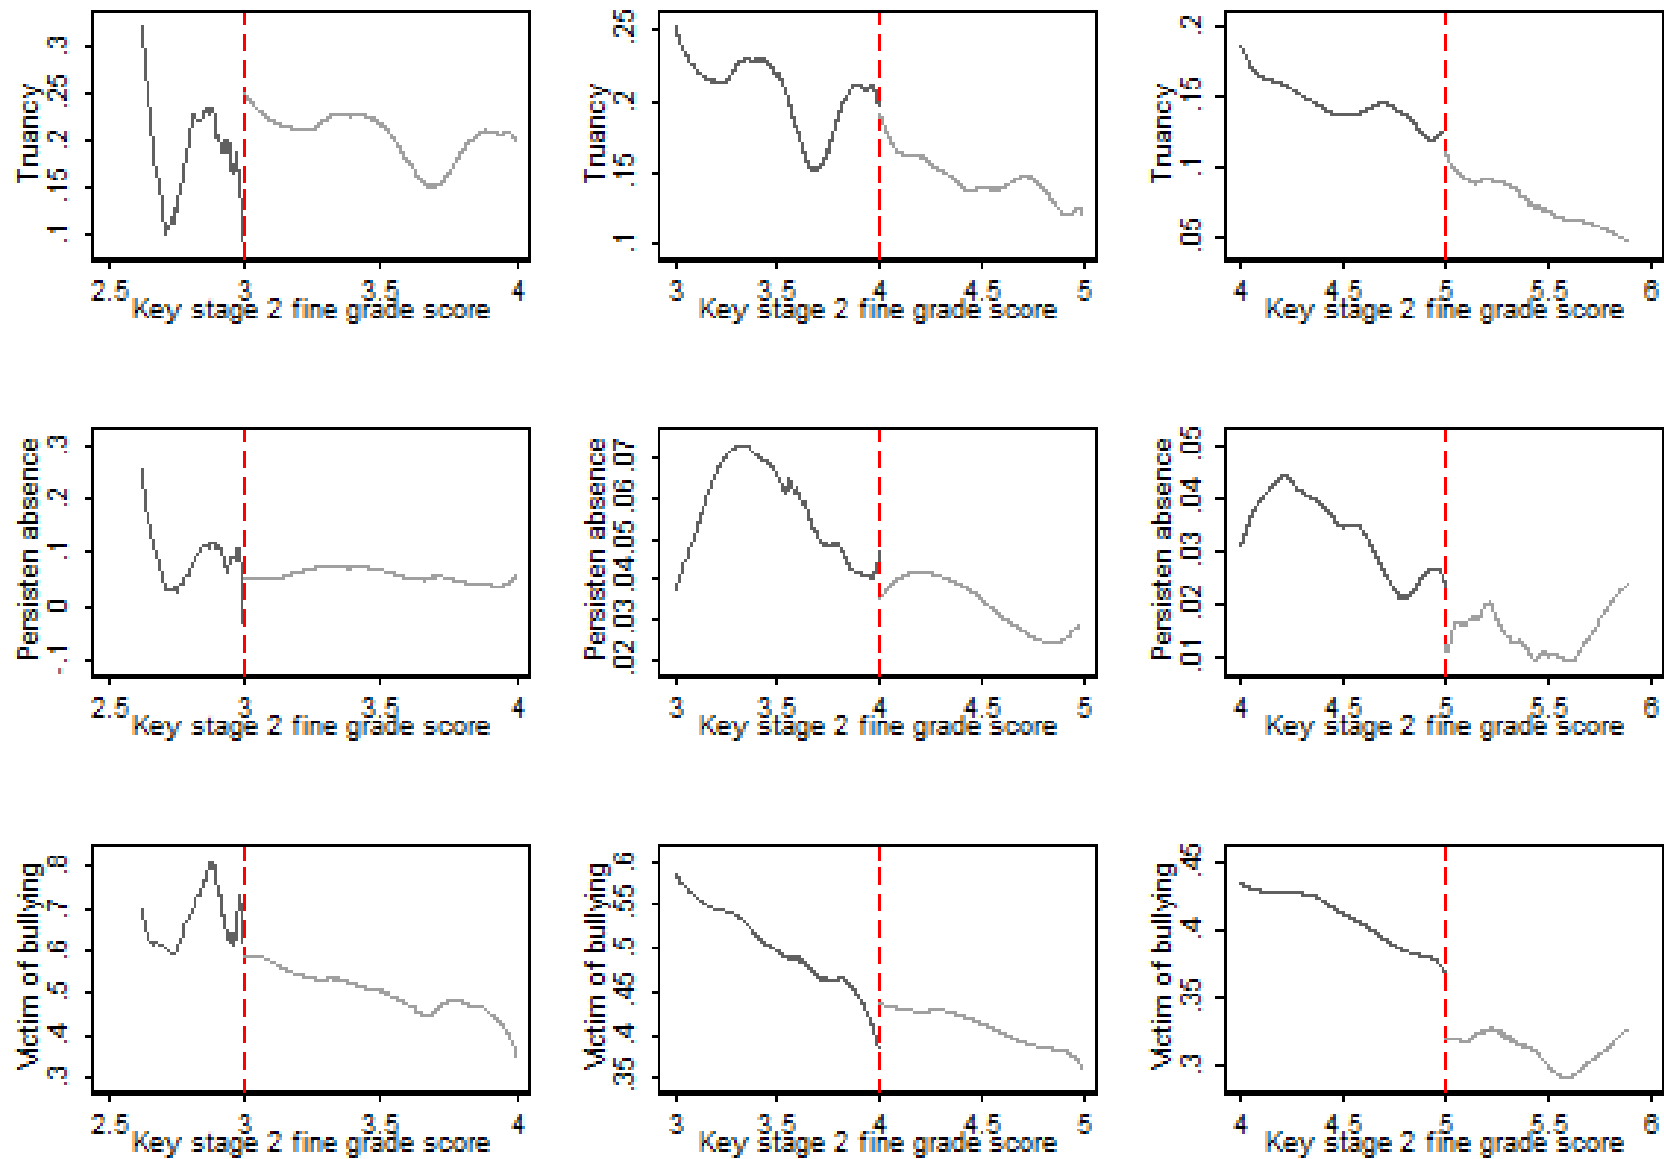 Truancy
.1 .15 .2 .25 .3
2.5 3 3.5 4
Key stage 2 fine grade score
Truancy
.1 .15 .2 .25
3 3.5 4 4.5 5
Key stage 2 fine grade score
Truancy
.05 .1 .15 .2
4 4.5 5 5.5 6
Key stage 2 fine grade score
Persisten absence
-.1 0 .1 .2 .3
2.5 3 3.5 4
Key stage 2 fine grade score
Persisten absence
.02 .03 .04 .05 .06 .07
3 3.5 4 4.5 5
Key stage 2 fine grade score
Persisten absence
.01 .02 .03 .04 .05
4 4.5 5 5.5 6
Key stage 2 fine grade score
Victim of bullying
.3 .4 .5 .6 .7 .8
2.5 3 3.5 4
Key stage 2 fine grade score
Victim of bullying
.35 .4 .45 .5 .55 .6
3 3.5 4 4.5 5
Key stage 2 fine grade score
Victim of bullying
.3 .35 .4 .45
4 4.5 5 5.5 6
Key stage 2 fine grade score